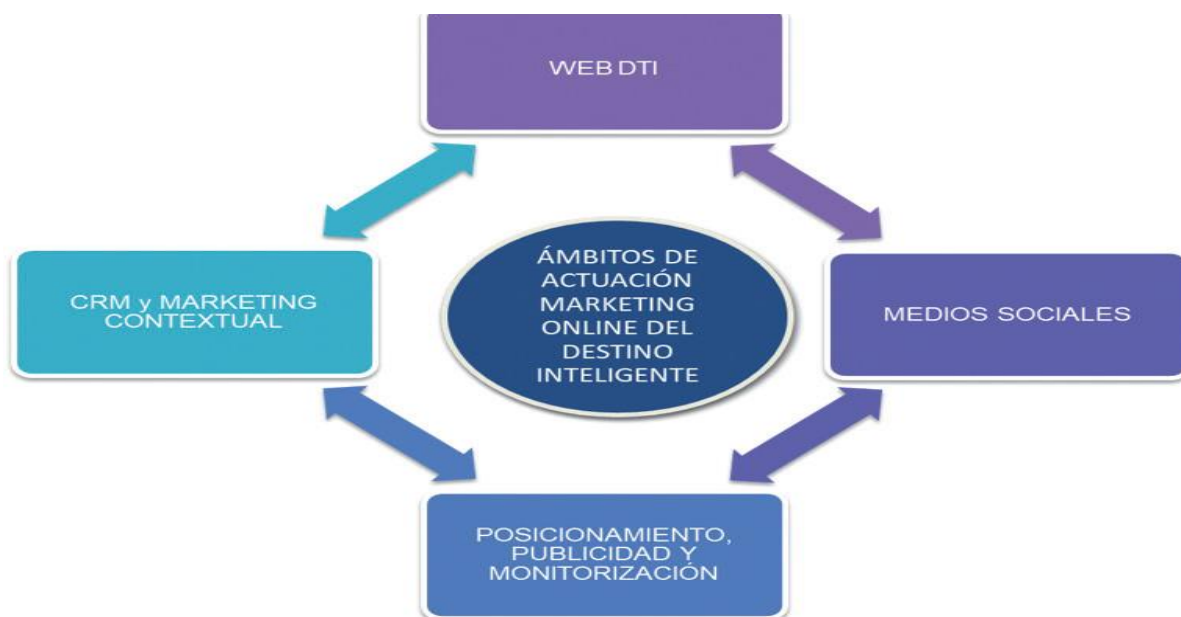 WEB DTI
CRM y MARKETING
CONTEXTUAL
ÁMBITOS DE
ACTUACIÓN
MARKETING
ONLINE DEL
DESTINO
INTELIGENTE
MEDIOS SOCIALES
POSICIONAMIENTO,
PUBLICIDAD Y
MONITORIZACIÓN